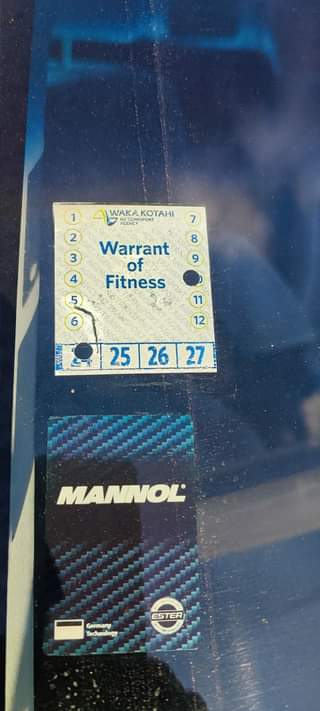 1
WAKA KOTAHI
NZ TRANSPORT
AGENCY
7
2
8
3
Warrant
9
4
of
Fitness
5
11
6
12
25 26 27
MANNOL
Germany
Technology
ESTER